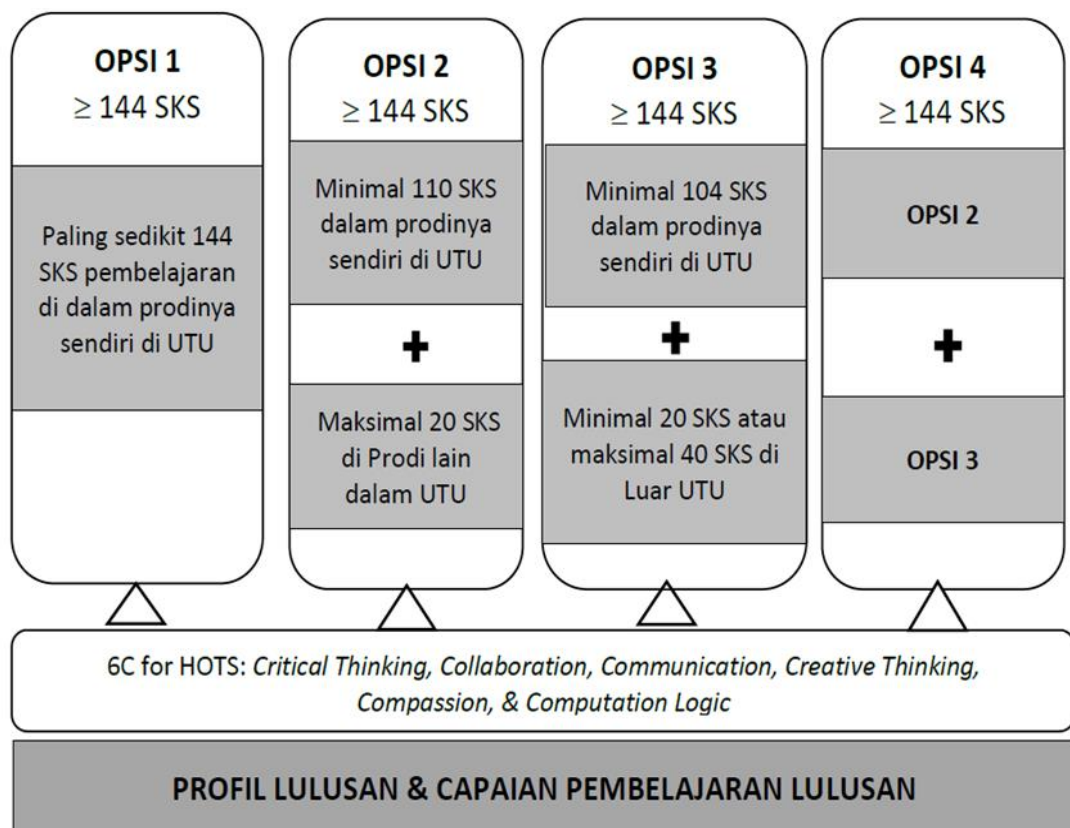 OPSI 1
≥ 144 SKS
Paling sedikit 144
SKS pembelajaran
di dalam prodinya
sendiri di UTU
OPSI 2
≥ 144 SKS
Minimal 110 SKS
dalam prodinya
sendiri di UTU
+
Maksimal 20 SKS
di Prodi lain
dalam UTU
OPSI 3
≥ 144 SKS
Minimal 104 SKS
dalam prodinya
sendiri di UTU
+
Minimal 20 SKS atau
maksimal 40 SKS di
Luar UTU
OPSI 4
≥ 144 SKS
OPSI 2
+
OPSI 3
6C for HOTS: Critical Thinking, Collaboration, Communication, Creative Thinking,
Compassion, & Computation Logic
PROFIL LULUSAN & CAPAIAN PEMBELAJARAN LULUSAN